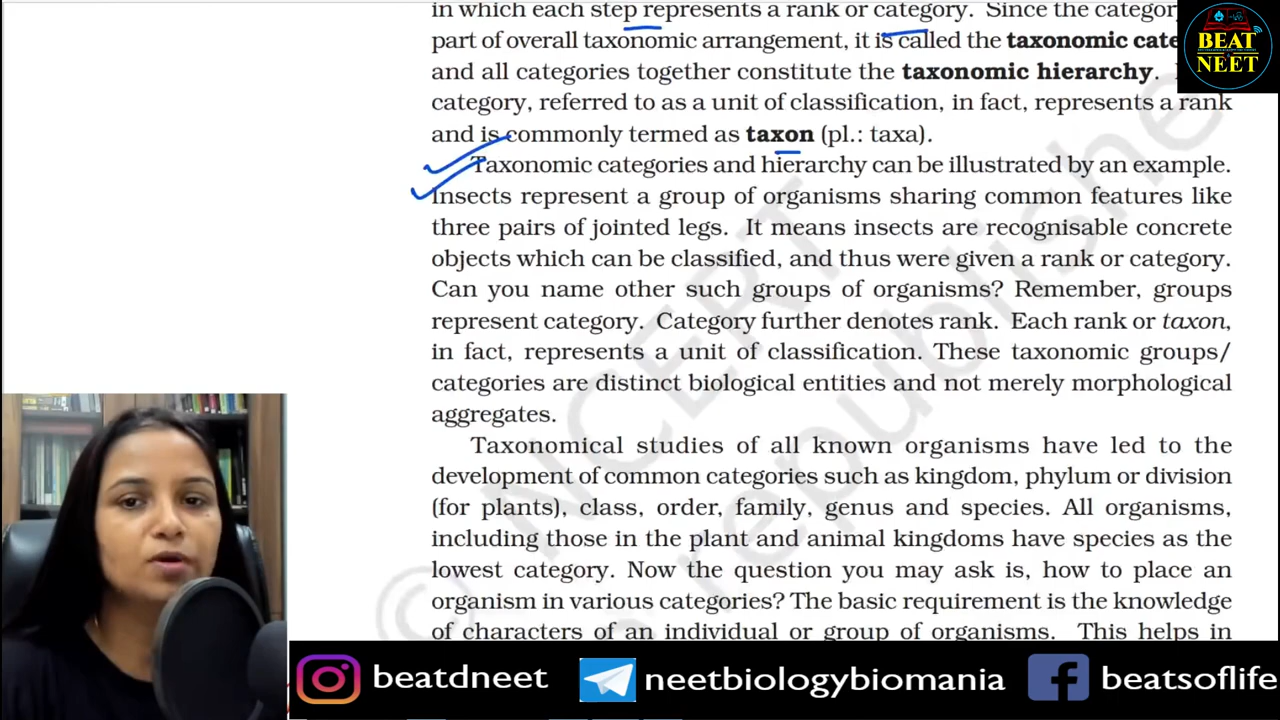 in which each step represents a rank or category. Since the category
part of overall taxonomic arrangement, it is called the taxonomic
and all categories together constitute the taxonomic hierarchy.
category, referred to as a unit of classification, in fact, represents a rank
and is commonly termed as taxon (pl.: taxa).
Taxonomic categories and hierarchy can be illustrated by an example.
Insects represent a group of organisms sharing common features like
three pairs of jointed legs. It means insects are recognisable concrete
objects which can be classified, and thus were given a rank or category.
Can you name other such groups of organisms? Remember, groups
represent category. Category further denotes rank. Each rank or taxon,
in fact, represents a unit of classification. These taxonomic groups/
categories are distinct biological entities and not merely morphological
aggregates.
Taxonomical studies of all known organisms have led to the
development of common categories such as kingdom, phylum or division
(for plants), class, order, family, genus and species. All organisms,
including those in the plant and animal kingdoms have species as the
lowest category. Now the question you may ask is, how to place an
organism in various categories? The basic requirement is the knowledge
of characters of an individual or group of organisms. This helps in
BEAT
NEET
© NCERT
republishe
beatdneet
neetbiologybiomania
beatsoflife